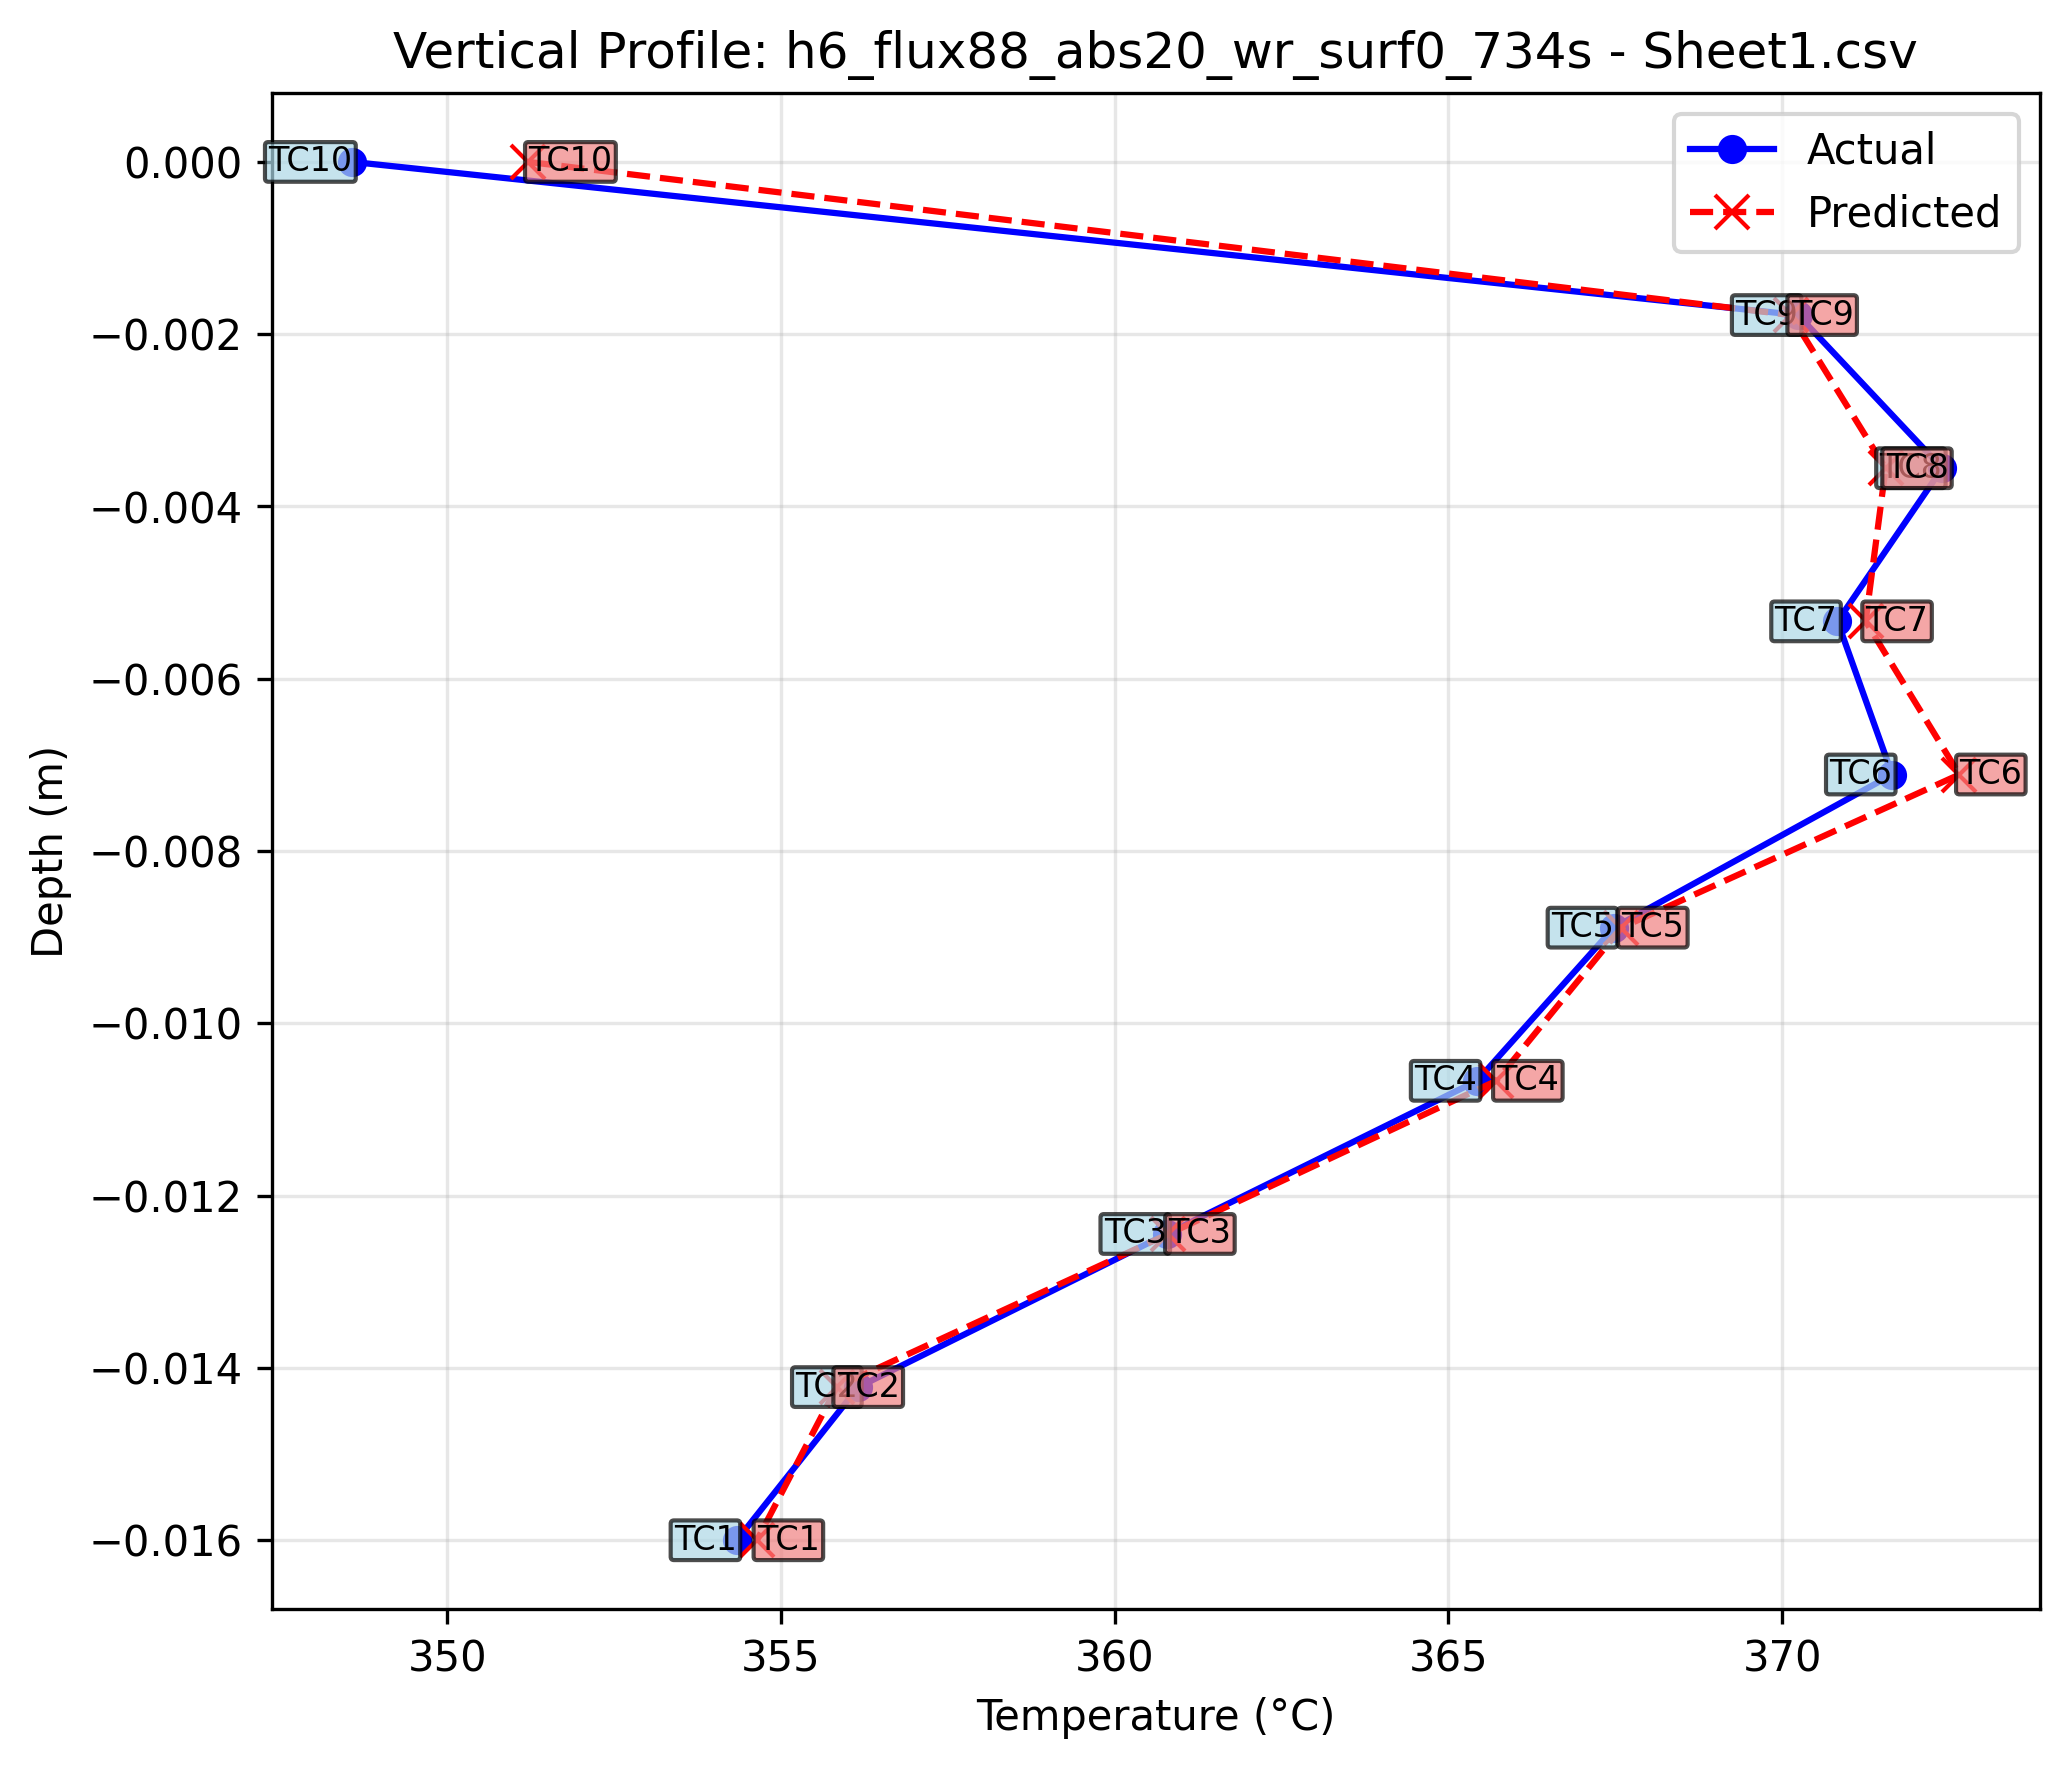 Vertical Profile: h6_flux88_abs20_wr_surf0_734s - Sheet1.csv
Actual
Predicted
0.000
−0.002
−0.004
−0.006
−0.008
−0.010
−0.012
−0.014
−0.016
Depth (m)
TC10 TC10
TC9 TC9
TC8
TC7 TC7
TC6 TC6
TC5 TC5
TC4 TC4
TC3 TC3
TC2 TC2
TC1 TC1
350 355 360 365 370
Temperature (°C)